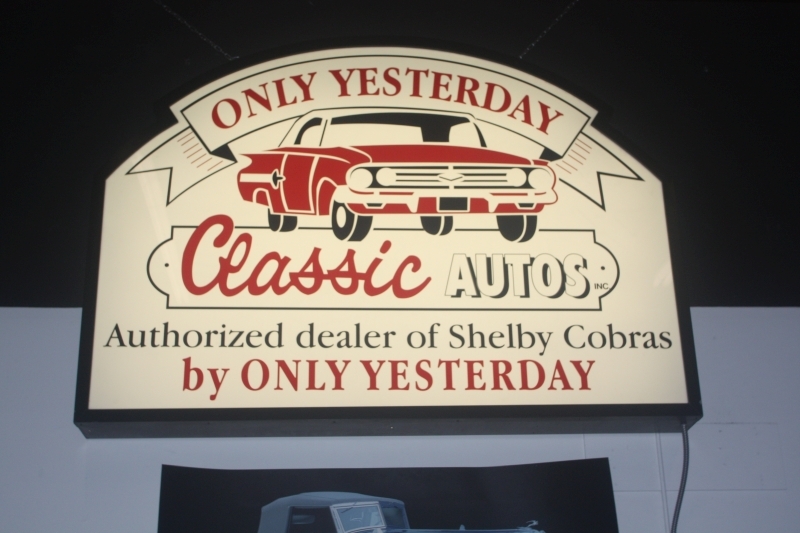 ONLY YESTERDAY
Classic AUTOS INC.
Authorized dealer of Shelby Cobras
by ONLY YESTERDAY